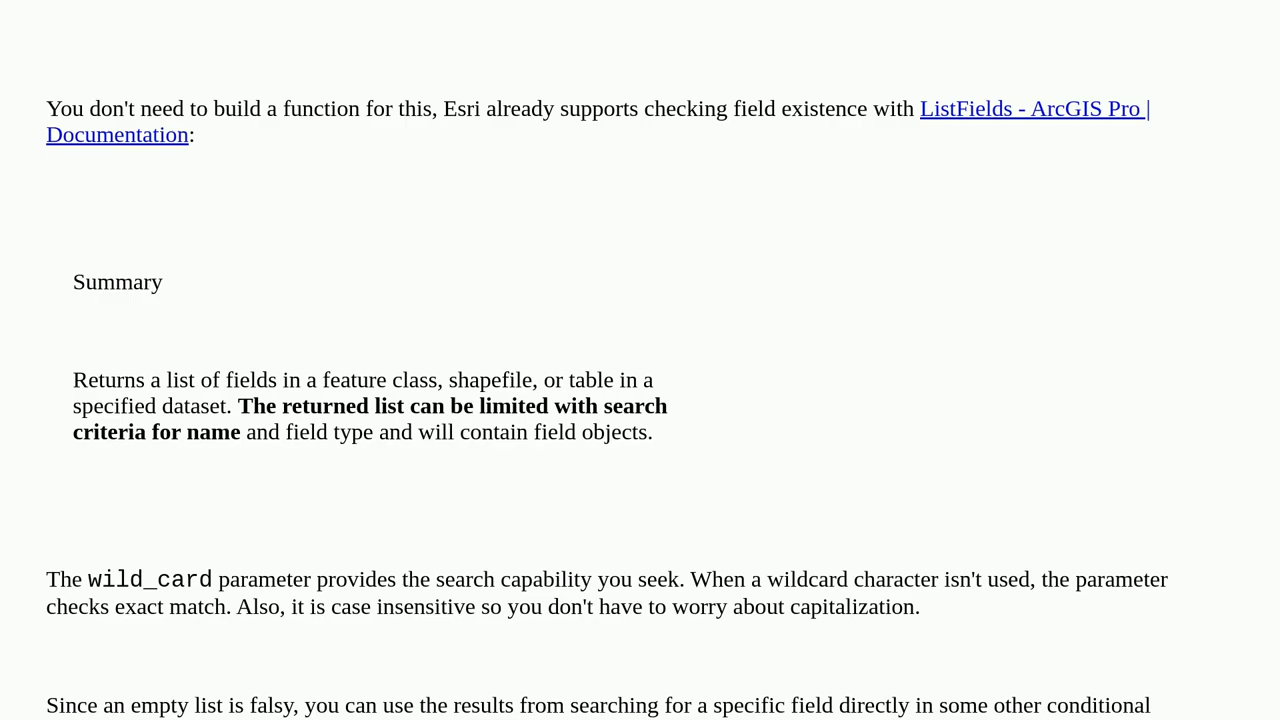 You don't need to build a function for this, Esri already supports checking field existence with ListFields - ArcGIS Pro |
Documentation:
Summary
Returns a list of fields in a feature class, shapefile, or table in a
specified dataset. The returned list can be limited with search
criteria for name and field type and will contain field objects.
The wild_card parameter provides the search capability you seek. When a wildcard character isn't used, the parameter
checks exact match. Also, it is case insensitive so you don't have to worry about capitalization.
Since an empty list is falsy, you can use the results from searching for a specific field directly in some other conditional